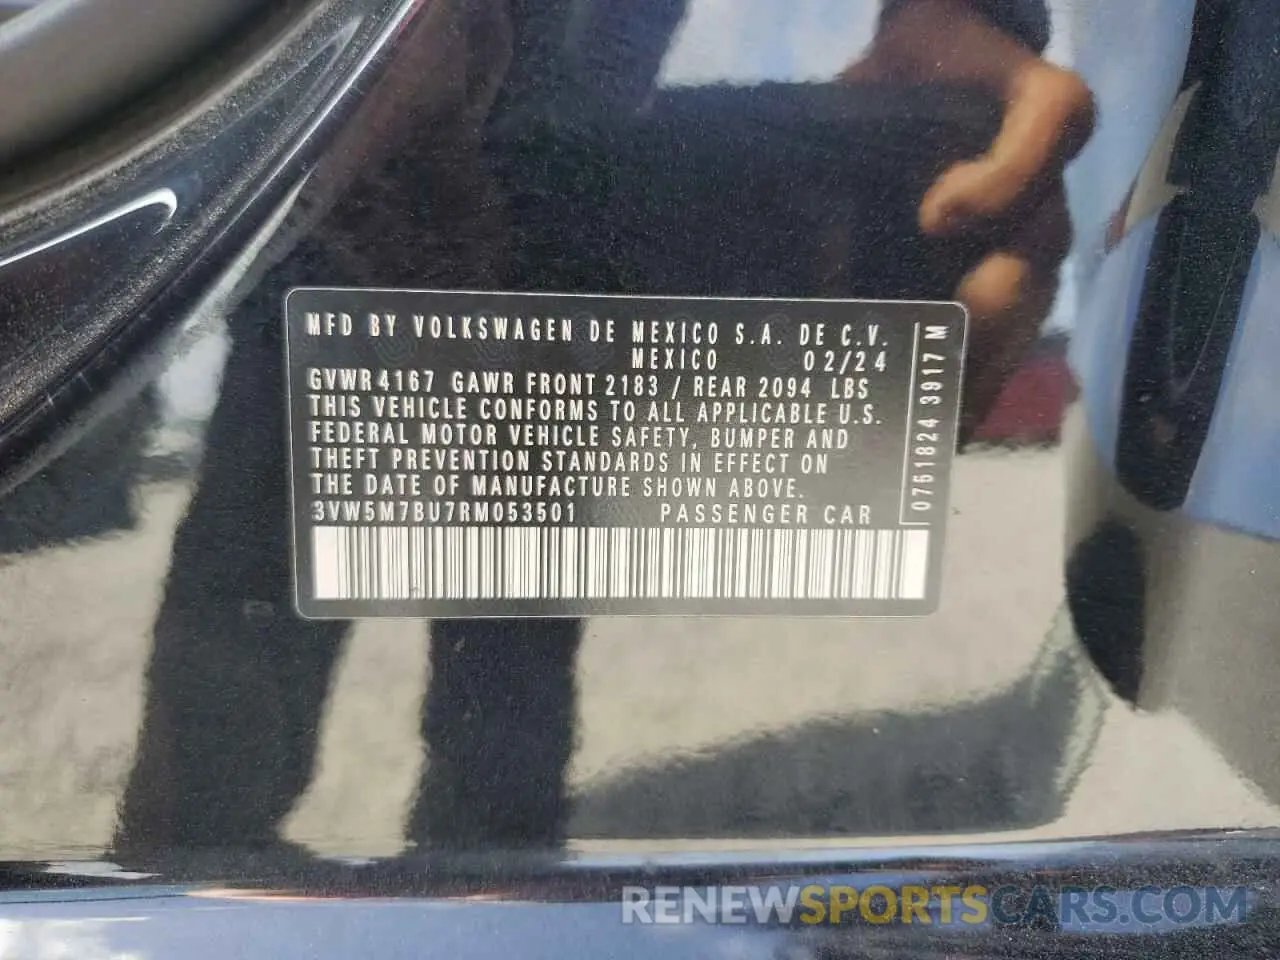 MFD BY VOLKSWAGEN DE MEXICO S.A. DE C.V.
MEXICO 02/24
GVWR 4167 GAWR FRONT 2183 / REAR 2094 LBS
THIS VEHICLE CONFORMS TO ALL APPLICABLE U.S.
FEDERAL MOTOR VEHICLE SAFETY, BUMPER AND
THEFT PREVENTION STANDARDS IN EFFECT ON
THE DATE OF MANUFACTURE SHOWN ABOVE.
3VW5M7BU7RM053501 PASSENGER CAR
0751824 3917 M
RENEWSPORTSCARS.COM